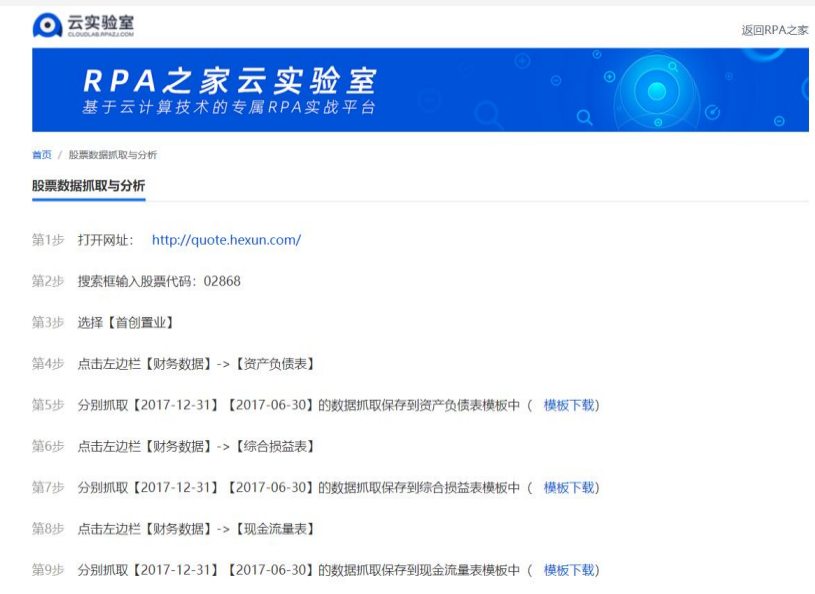 云实验室
CLOUDLAB.RPAZJ.COM
返回RPA之家
RPA之家云实验室
基于云计算技术的专属RPA实战平台
首页 / 股票数据抓取与分析
股票数据抓取与分析
第1步 打开网址： http://quote.hexun.com/
第2步 搜索框输入股票代码：02868
第3步 选择【首创置业】
第4步 点击左边栏【财务数据】->【资产负债表】
第5步 分别抓取【2017-12-31】【2017-06-30】的数据抓取保存到资产负债表模板中（ 模板下载)
第6步 点击左边栏【财务数据】->【综合损益表】
第7步 分别抓取【2017-12-31】【2017-06-30】的数据抓取保存到综合损益表模板中（ 模板下载)
第8步 点击左边栏【财务数据】->【现金流量表】
第9步 分别抓取【2017-12-31】【2017-06-30】的数据抓取保存到现金流量表模板中（ 模板下载)